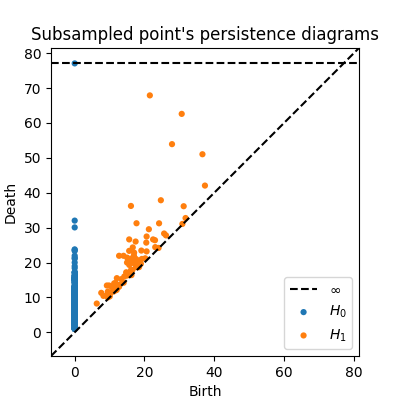 Subsampled point's persistence diagrams
80
70
60
50
40
30
20
10
0
Death
0 20 40 60 80
Birth
∞
H₀
H₁